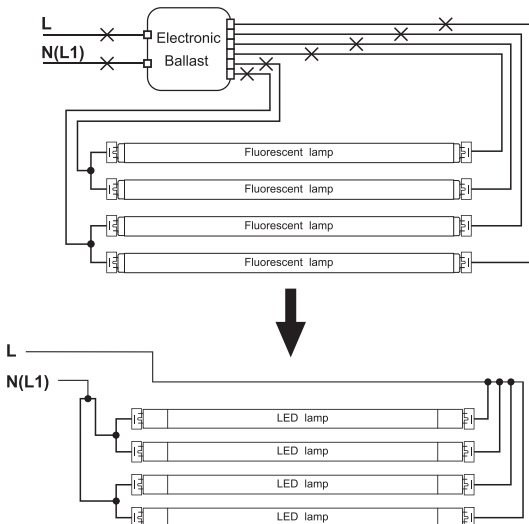 L
Electronic
N(L1)
Ballast
Fluorescent lamp
Fluorescent lamp
Fluorescent lamp
Fluorescent lamp
L
N(L1)
LED lamp
LED lamp
LED lamp
LED lamp